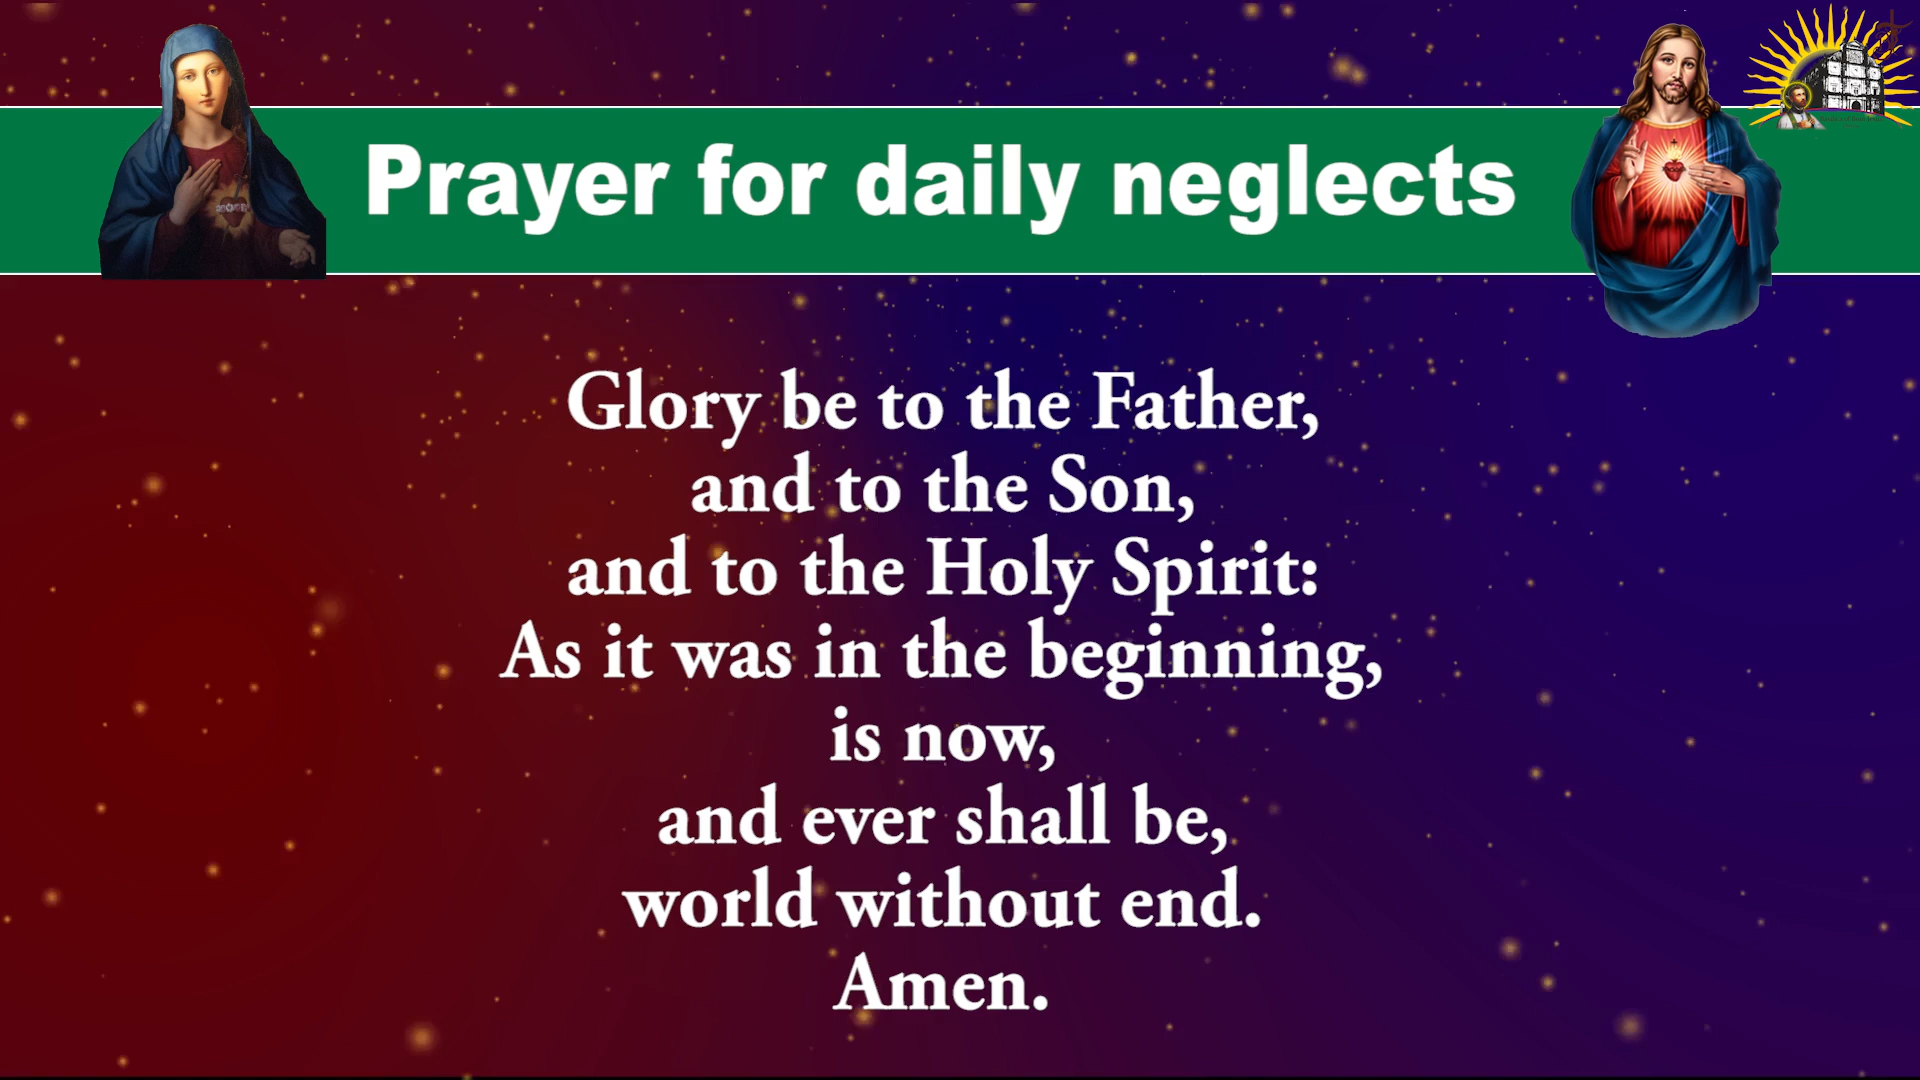 Prayer for daily neglects
Glory be to the Father,
and to the Son,
and to the Holy Spirit:
As it was in the beginning,
is now,
and ever shall be,
world without end.
Amen.